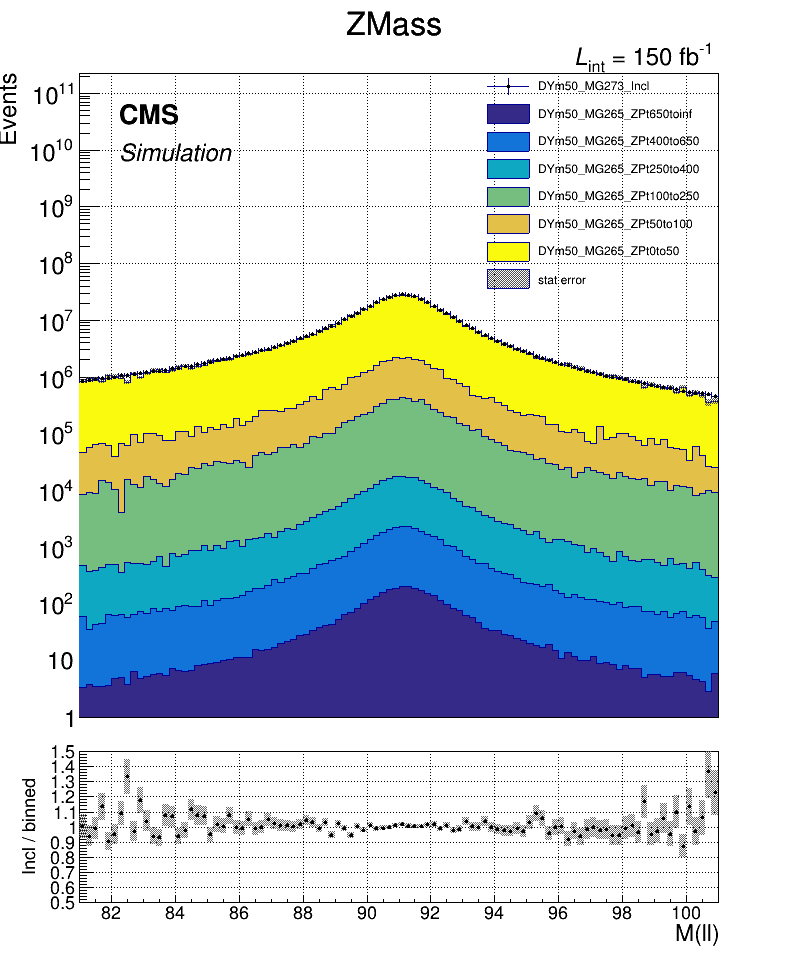 ZMass
L_int = 150 fb^-1
Events
CMS
Simulation
DYm50_MG273_Incl
DYm50_MG265_ZPt650toinf
DYm50_MG265_ZPt400to650
DYm50_MG265_ZPt250to400
DYm50_MG265_ZPt100to250
DYm50_MG265_ZPt50to100
DYm50_MG265_ZPt0to50
stat error
10^11
10^10
10^9
10^8
10^7
10^6
10^5
10^4
10^3
10^2
10
1
Incl / binned
1.5
1.4
1.3
1.2
1.1
1
0.9
0.8
0.7
0.6
0.5
82 84 86 88 90 92 94 96 98 100
M(ll)